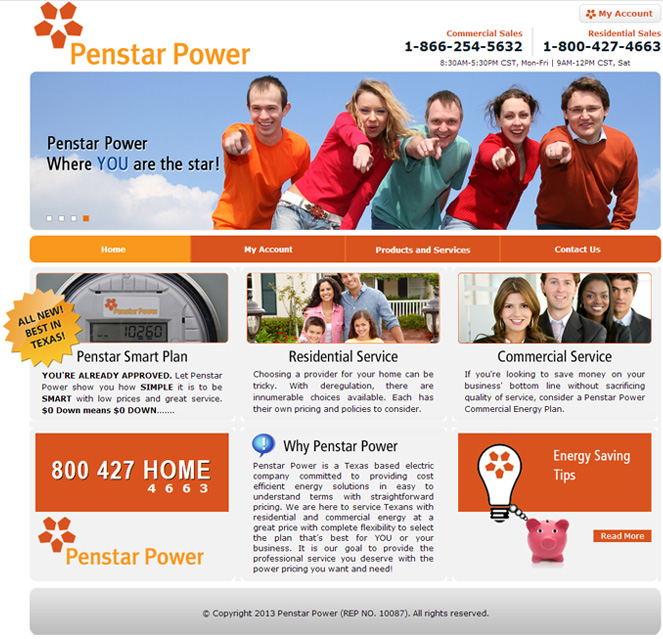 My Account
Penstar Power
Commercial Sales
1-866-254-5632
Residential Sales
1-800-427-4663
8:30AM-5:30PM CST, Mon-Fri | 9AM-12PM CST, Sat
Penstar Power
Where YOU are the star!
Home
My Account
Products and Services
Contact Us
ALL NEW!
BEST IN
TEXAS!
Penstar Power
10260
Penstar Smart Plan
YOU'RE ALREADY APPROVED. Let Penstar
Power show you how SIMPLE it is to be
SMART with low prices and great service.
$0 Down means $0 DOWN.......
Residential Service
Choosing a provider for your home can be
tricky. With deregulation, there are
innumerable choices available. Each has
their own pricing and policies to consider.
Commercial Service
If you're looking to save money on your
business' bottom line without sacrificing
quality of service, consider a Penstar Power
Commercial Energy Plan.
800 427 HOME
4 6 6 3
Penstar Power
Why Penstar Power
Penstar Power is a Texas based electric
company committed to providing cost
efficient energy solutions in easy to
understand terms with straightforward
pricing. We are here to service Texans with
residential and commercial energy at a
great price with complete flexibility to select
the plan that's best for YOU or your
business. It is our goal to provide the
professional service you deserve with the
power pricing you want and need!
Energy Saving
Tips
Read More
© Copyright 2013 Penstar Power (REP NO. 10087). All rights reserved.